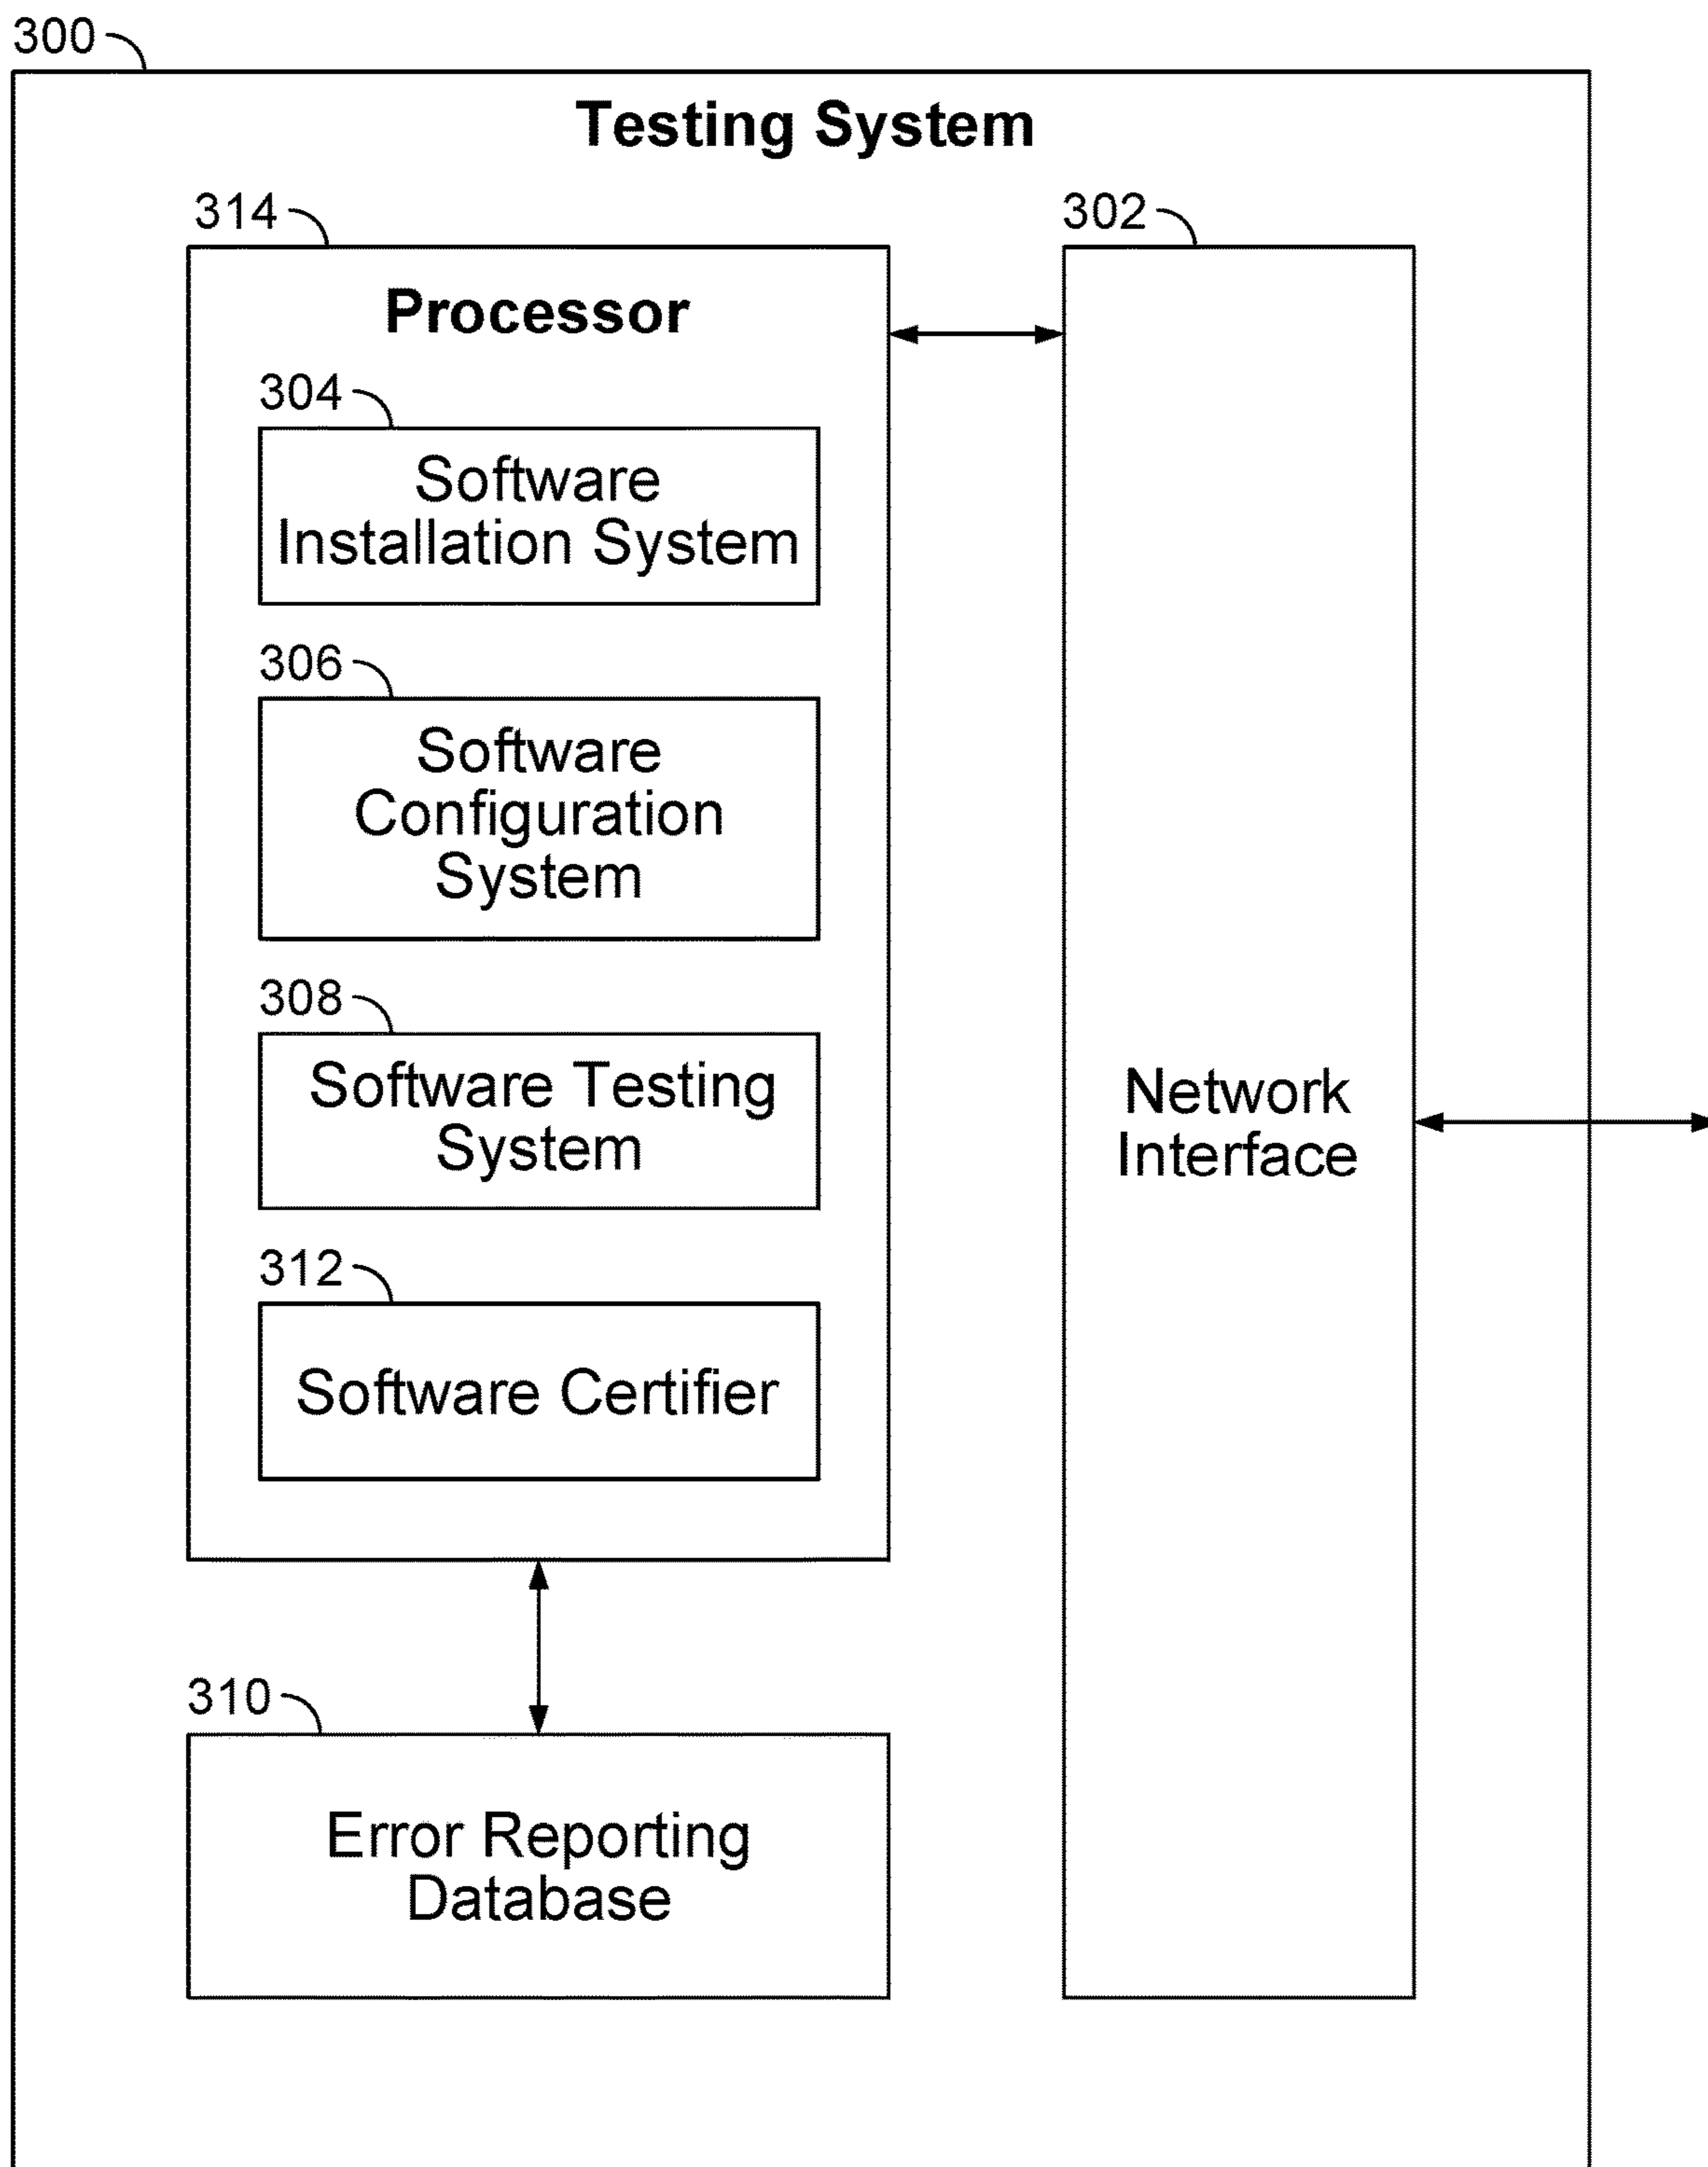 300
Testing System
314
302
Processor
304
Software
Installation System
306
Software
Configuration
System
308
Software Testing
System
Network
Interface
312
Software Certifier
310
Error Reporting
Database